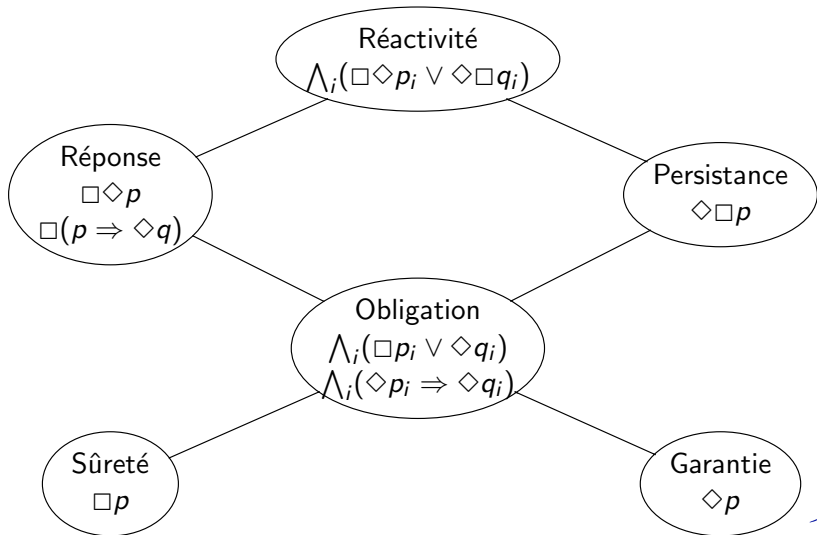 Réactivité
⋀ᵢ(□◇pᵢ ∨ ◇□qᵢ)
Réponse
□◇p
□(p ⇒ ◇q)
Persistance
◇□p
Obligation
⋀ᵢ(□pᵢ ∨ ◇qᵢ)
⋀ᵢ(◇pᵢ ⇒ ◇qᵢ)
Sûreté
□p
Garantie
◇p